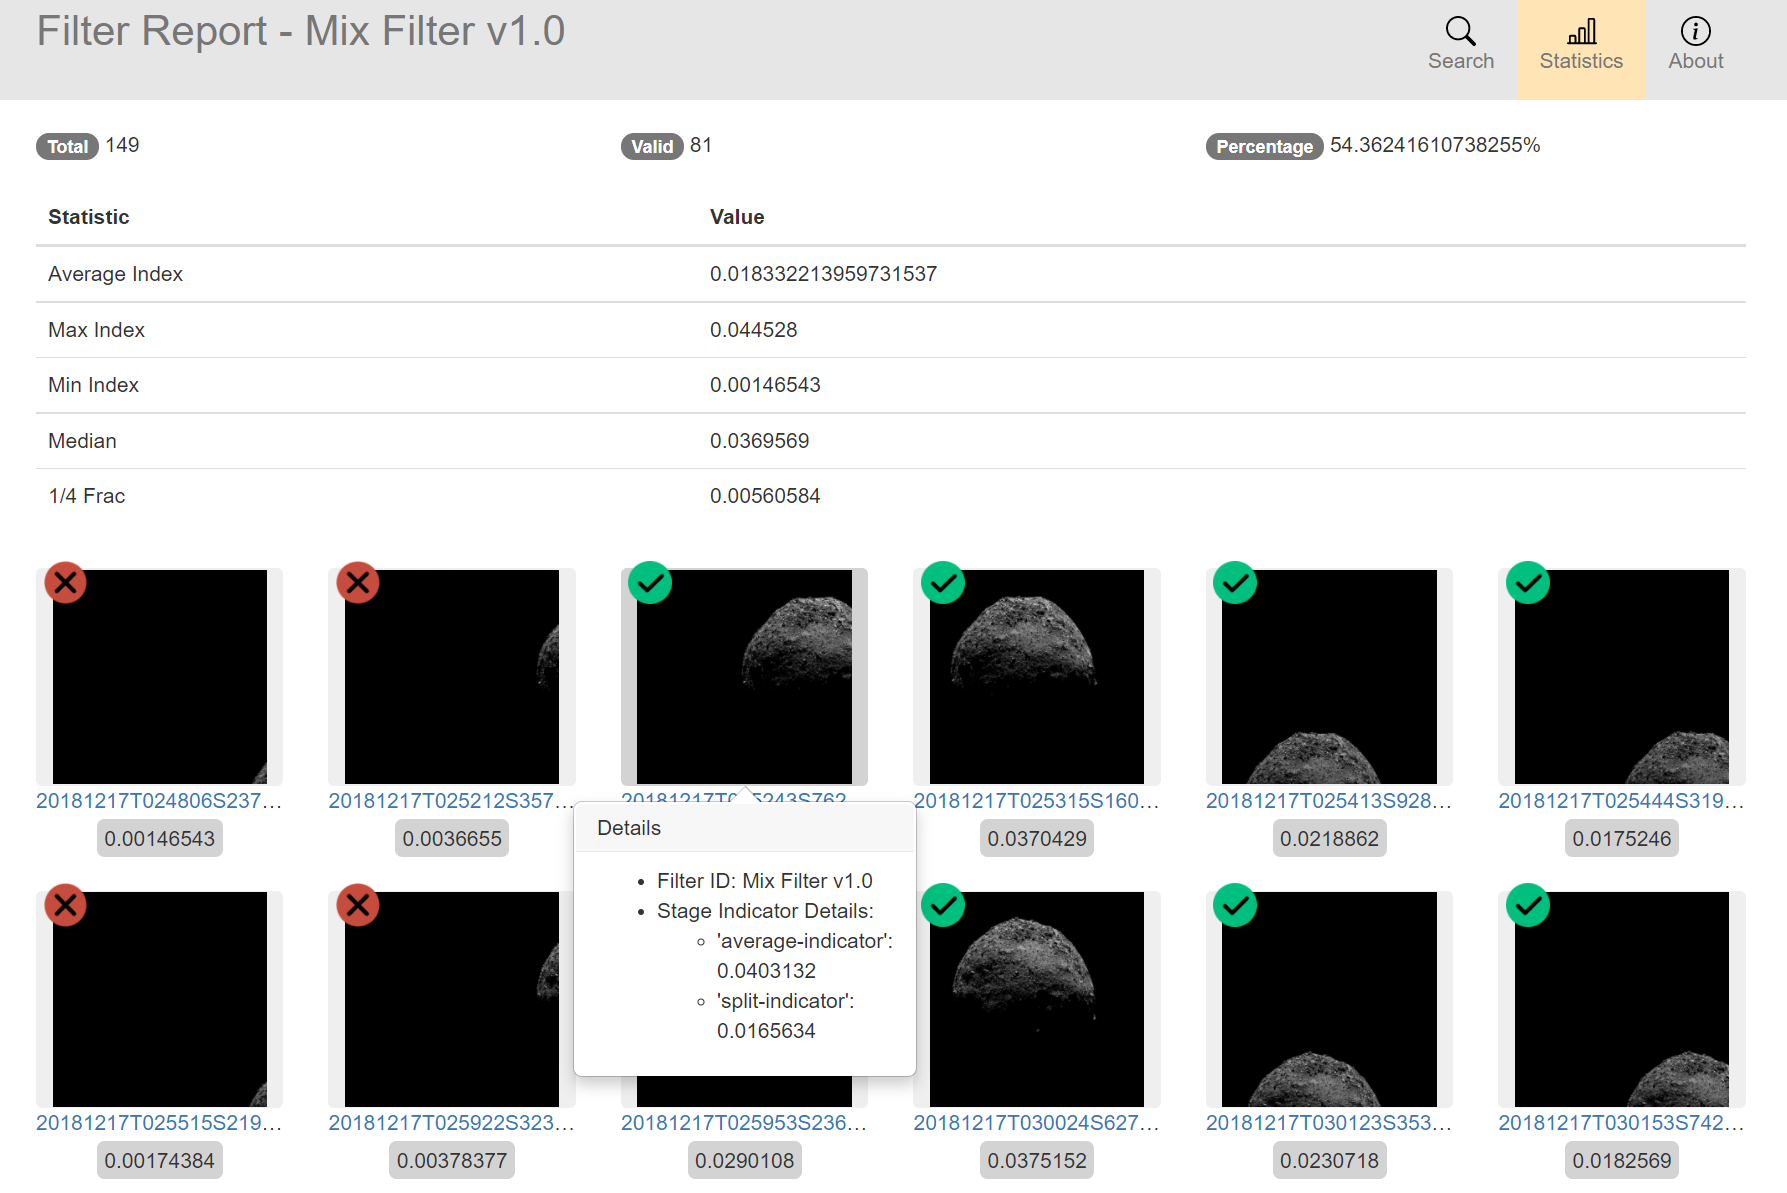 Filter Report - Mix Filter v1.0
Search
Statistics
About
Total 149
Valid 81
Percentage 54.36241610738255%
Statistic Value
Average Index 0.018332213959731537
Max Index 0.044528
Min Index 0.00146543
Median 0.0369569
1/4 Frac 0.00560584
20181217T024806S237...
20181217T025212S357...
20181217T025243S762...
20181217T025315S160...
20181217T025413S928...
20181217T025444S319...
0.00146543
0.0036655
0.0370429
0.0218862
0.0175246
Details
• Filter ID: Mix Filter v1.0
• Stage Indicator Details:
◦ 'average-indicator':
0.0403132
◦ 'split-indicator':
0.0165634
20181217T025515S219...
20181217T025922S323...
20181217T025953S236...
20181217T030024S627...
20181217T030123S353...
20181217T030153S742...
0.00174384
0.00378377
0.0290108
0.0375152
0.0230718
0.0182569